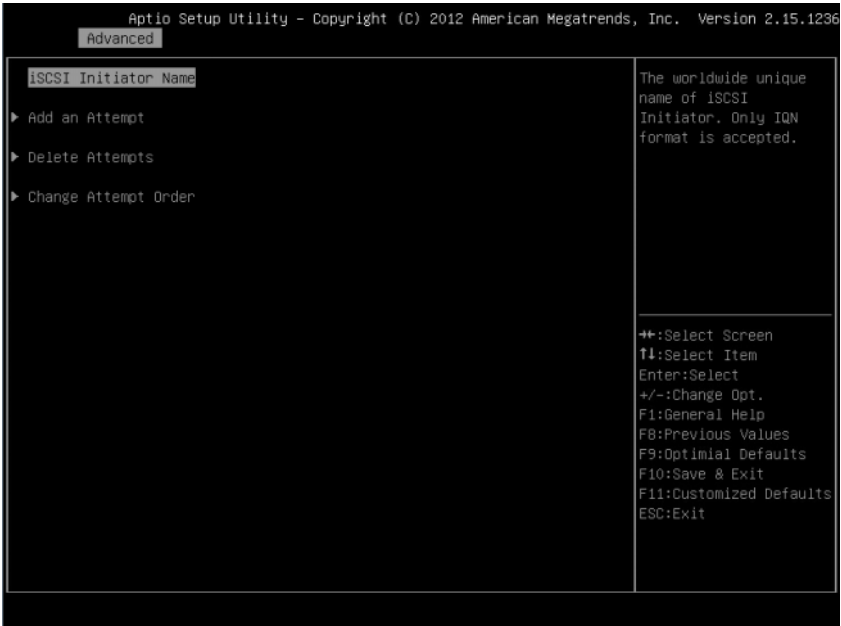 Aptio Setup Utility – Copyright (C) 2012 American Megatrends, Inc. Version 2.15.1236
Advanced
iSCSI Initiator Name
Add an Attempt
Delete Attempts
Change Attempt Order
The worldwide unique
name of iSCSI
Initiator. Only IQN
format is accepted.
→←:Select Screen
↑↓:Select Item
Enter:Select
+/-:Change Opt.
F1:General Help
F8:Previous Values
F9:Optimial Defaults
F10:Save & Exit
F11:Customized Defaults
ESC:Exit